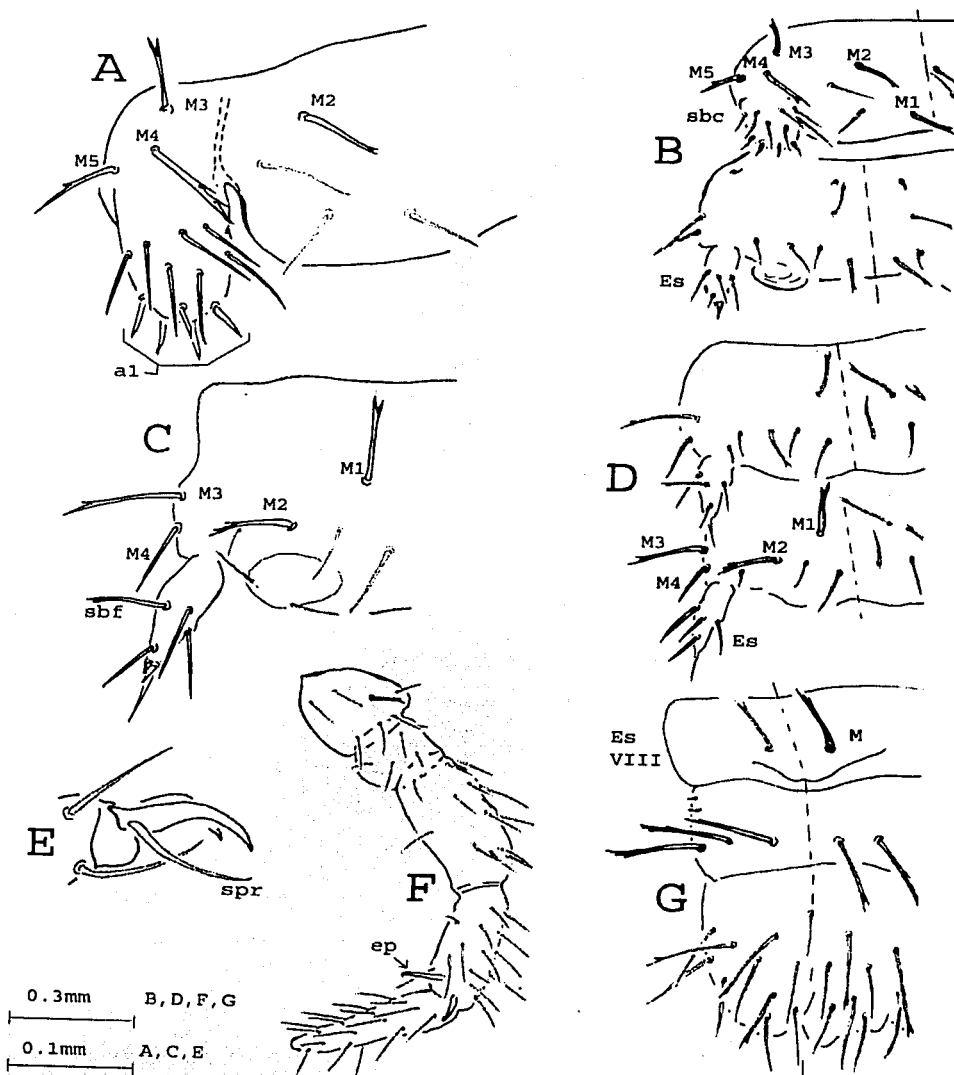 A
M3
M2
M4
M5
a1
M3
M2
M5
M4
M1
sbc
B
Es
C
M1
M3
M2
M4
sbf
D
M1
M3
M2
M4
Es
E
spr
F
ep
Es
VIII
M
G
0.3mm B,D,F,G
0.1mm A,C,E